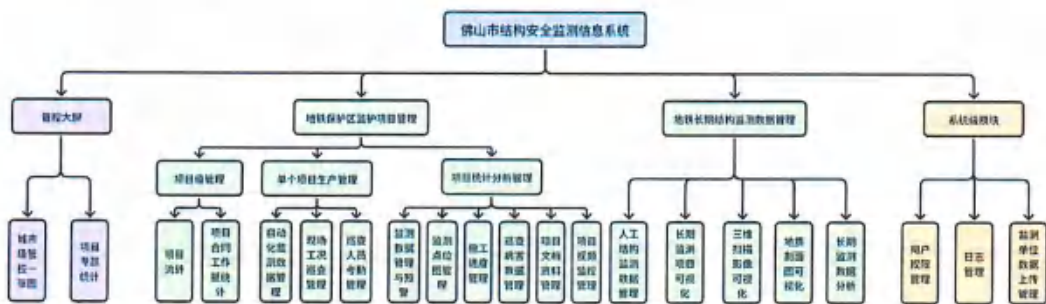 佛山市结构安全监测信息系统
管控大屏
地铁保护区监护项目管理
地铁长期结构监测数据管理
系统级模块
项目级管理
单个项目生产管理
项目统计分析管理
项目专题统计
项目流转
项目合同工作量统计
自动化监测数据管理
现场工况巡查管理
巡查人员考勤管理
监测数据管理与预警
监测点位图管理
施工进度管理
巡查病害数据管理
项目文档资料管理
项目视频监控管理
人工结构监测数据管理
长期监测项目可视化
三维扫描影像可视化
地质剖面图可视化
长期监测数据分析
用户权限管理
日志管理
监测单位数据上传管理